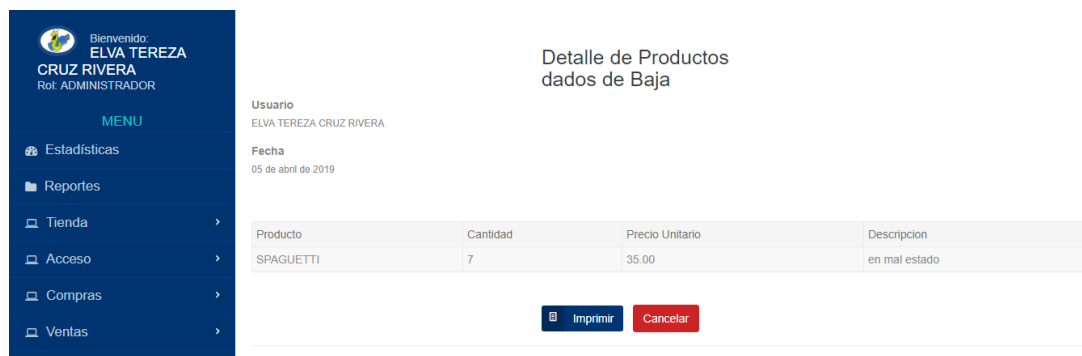 Bienvenido:
ELVA TEREZA
CRUZ RIVERA
Rol: ADMINISTRADOR
MENU
Estadísticas
Reportes
Tienda
Acceso
Compras
Ventas
Detalle de Productos
dados de Baja
Usuario
ELVA TEREZA CRUZ RIVERA
Fecha
05 de abril de 2019
Producto Cantidad Precio Unitario Descripcion
SPAGUETTI 7 35.00 en mal estado
Imprimir Cancelar